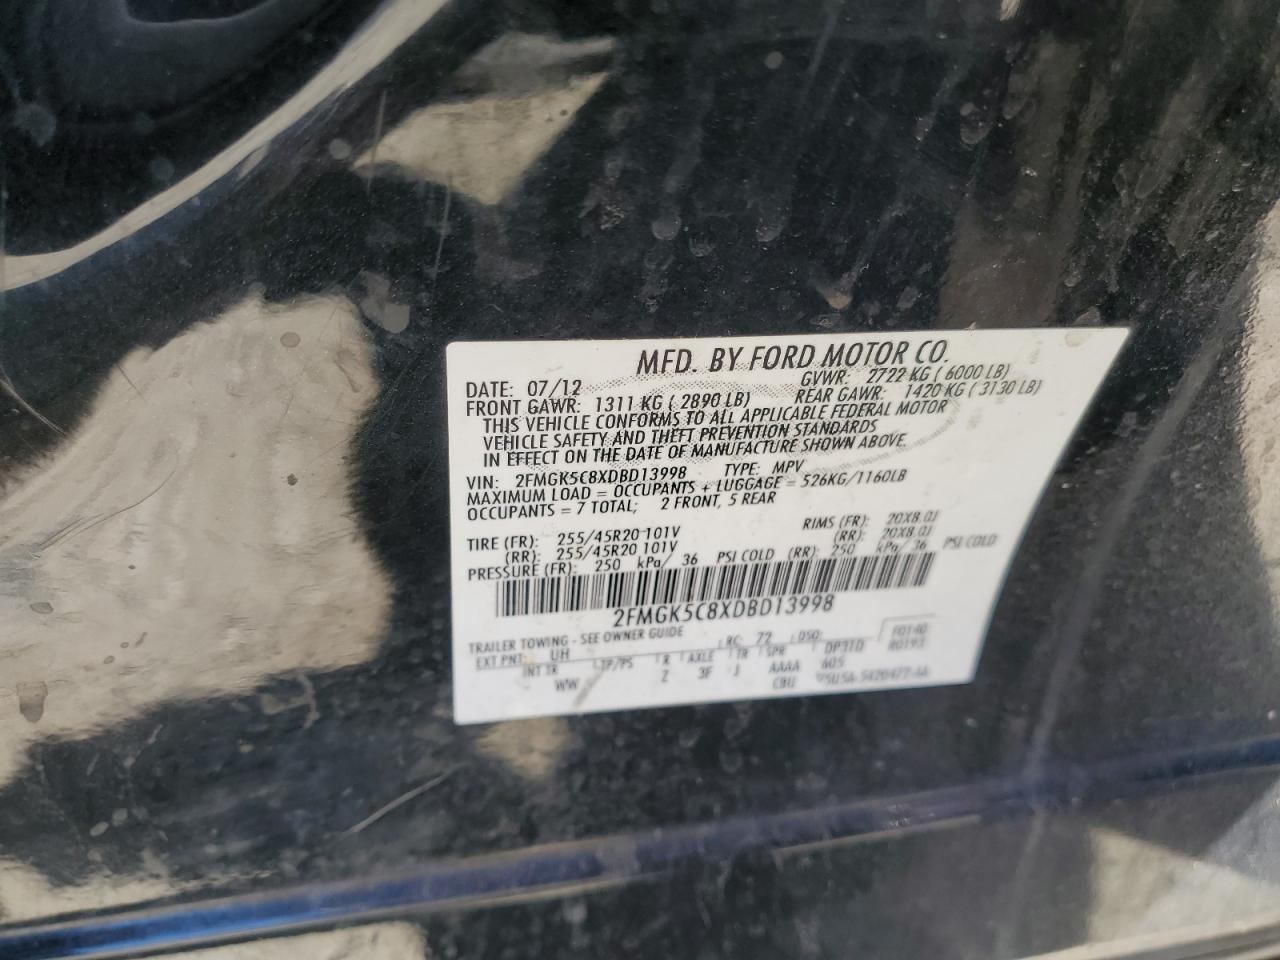 MFD. BY FORD MOTOR CO.
DATE: 07/12 GVWR: 2722 KG ( 6000 LB)
FRONT GAWR: 1311 KG ( 2890 LB) REAR GAWR: 1420 KG ( 3130 LB)
THIS VEHICLE CONFORMS TO ALL APPLICABLE FEDERAL MOTOR
VEHICLE SAFETY AND THEFT PREVENTION STANDARDS
IN EFFECT ON THE DATE OF MANUFACTURE SHOWN ABOVE.
VIN: 2FMGK5C8XDBD13998 TYPE: MPV
MAXIMUM LOAD = OCCUPANTS + LUGGAGE = 526KG/1160LB
OCCUPANTS = 7 TOTAL; 2 FRONT, 5 REAR
TIRE (FR): 255/45R20 101V RIMS (FR): 20X8.0J
(RR): 255/45R20 101V (RR): 20X8.0J
PRESSURE (FR): 250 kPa/ 36 PSI COLD (RR): 250 kPa/ 36 PSI COLD
2FMGK5C8XDBD13998
TRAILER TOWING - SEE OWNER GUIDE
EXT PNT: UH RC: 72 DSO:
INT TR TP/PS R AXLE TR SPR DP3TD
WW Z 3F J AAAA 605
CBU